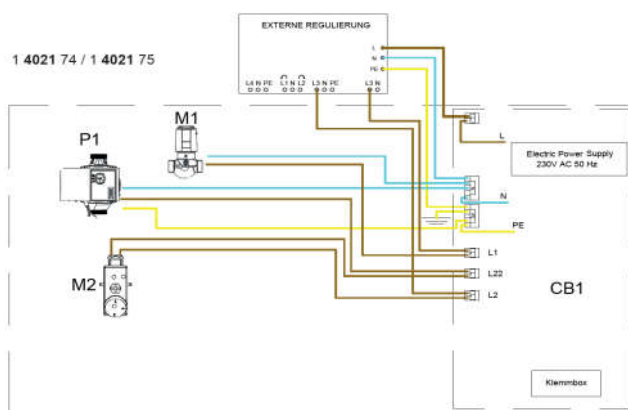 EXTERNE REGULIERUNG
L
N
PE
1 4021 74 / 1 4021 75
L4 N PE L1 N L2 L3 N PE L3 N
M1
P1
L
Electric Power Supply
230V AC 50 Hz
N
PE
L1
M2
L22
L2
CB1
Klemmbox